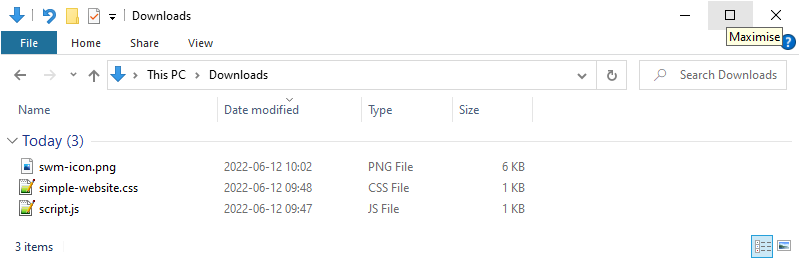 Downloads
Maximise
File Home Share View
This PC Downloads Search Downloads
Name Date modified Type Size
Today (3)
swm-icon.png 2022-06-12 10:02 PNG File 6 KB
simple-website.css 2022-06-12 09:48 CSS File 1 KB
script.js 2022-06-12 09:47 JS File 1 KB
3 items